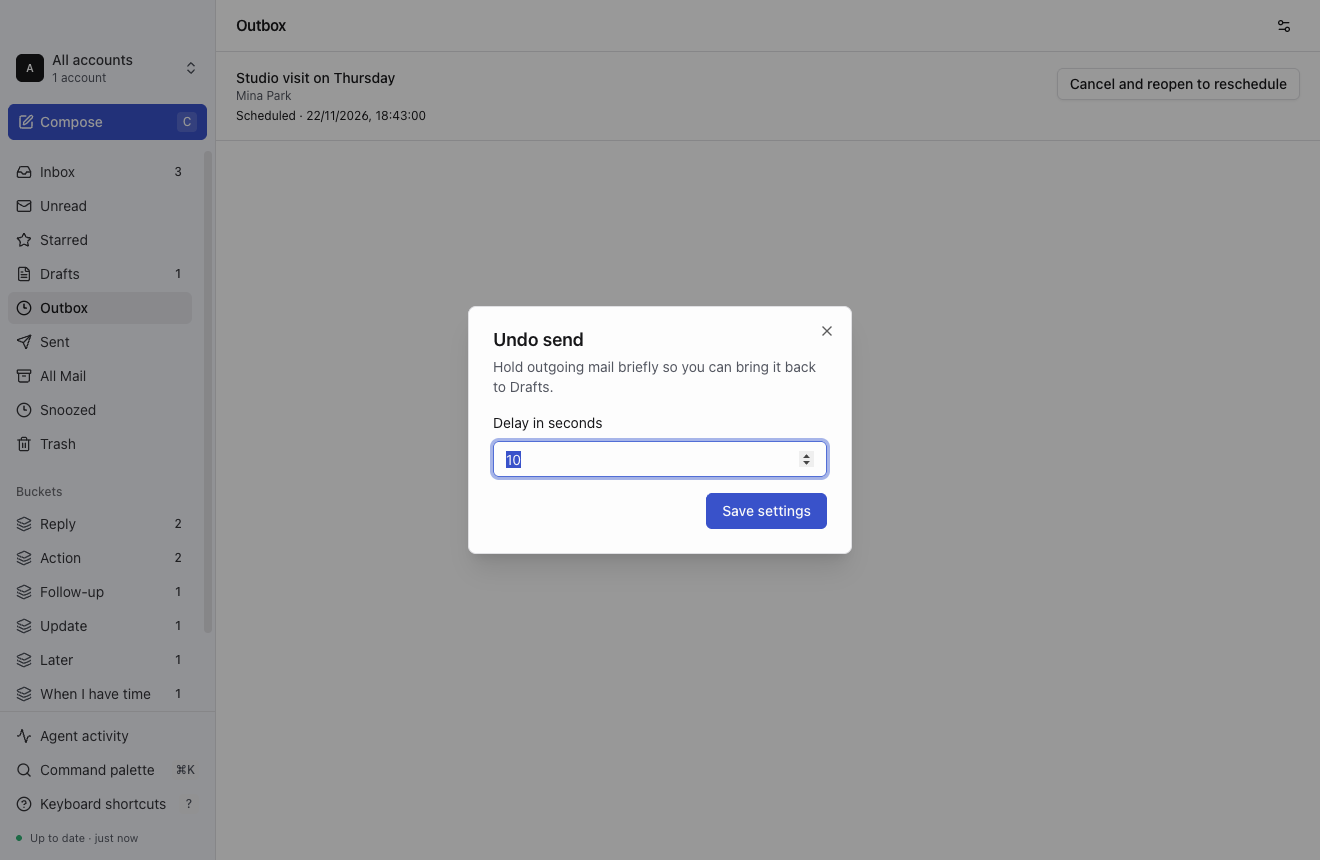 A
All accounts
1 account
Compose
C
Inbox
3
Unread
Starred
Drafts
1
Outbox
Sent
All Mail
Snoozed
Trash
Buckets
Reply
2
Action
2
Follow-up
1
Update
1
Later
1
When I have time
1
Agent activity
Command palette
⌘K
Keyboard shortcuts
?
Up to date · just now
Outbox
Studio visit on Thursday
Mina Park
Scheduled · 22/11/2026, 18:43:00
Cancel and reopen to reschedule
Undo send
Hold outgoing mail briefly so you can bring it back
to Drafts.
Delay in seconds
10
Save settings